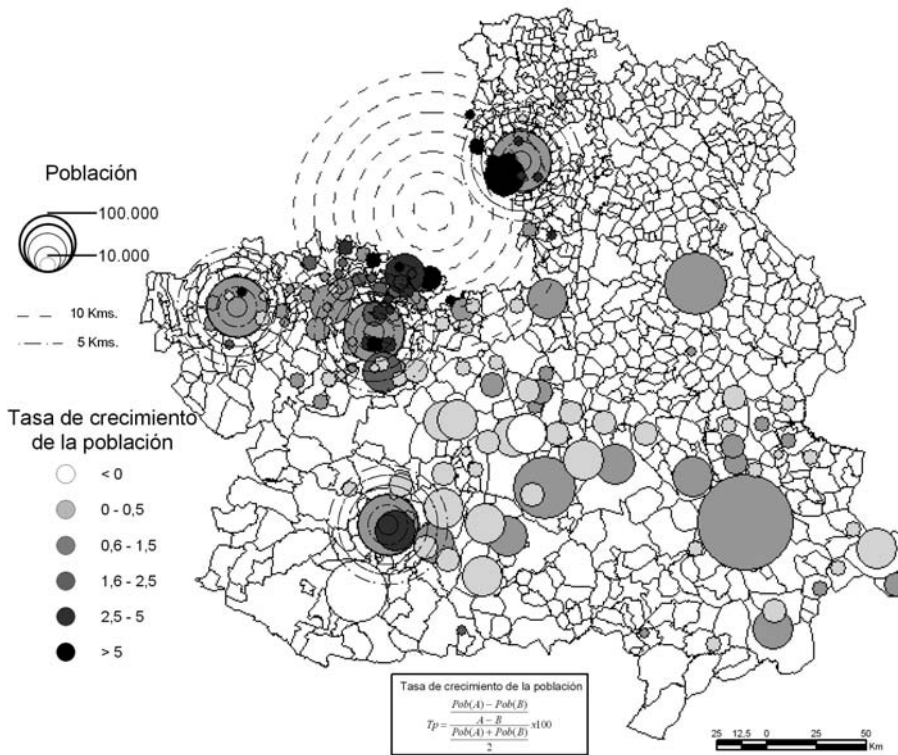 Población
100.000
10.000
10 Kms.
5 Kms.
Tasa de crecimiento
de la población
< 0
0 - 0,5
0,6 - 1,5
1,6 - 2,5
2,5 - 5
> 5
Tasa de crecimiento de la población
Pob(A) − Pob(B)
A − B
Tp = x100
Pob(A) + Pob(B)
2
25 12,5 0 25 50
Km